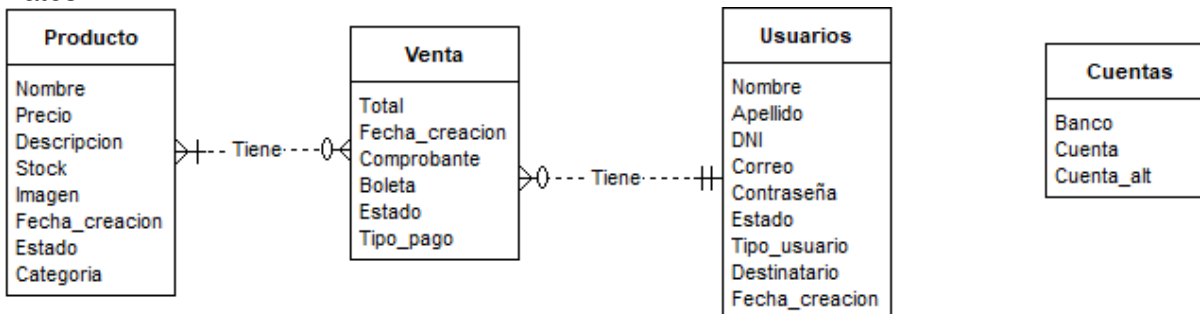 Producto
Nombre
Precio
Descripcion
Stock
Imagen
Fecha_creacion
Estado
Categoria
Tiene
Venta
Total
Fecha_creacion
Comprobante
Boleta
Estado
Tipo_pago
Tiene
Usuarios
Nombre
Apellido
DNI
Correo
Contraseña
Estado
Tipo_usuario
Destinatario
Fecha_creacion
Cuentas
Banco
Cuenta
Cuenta_alt